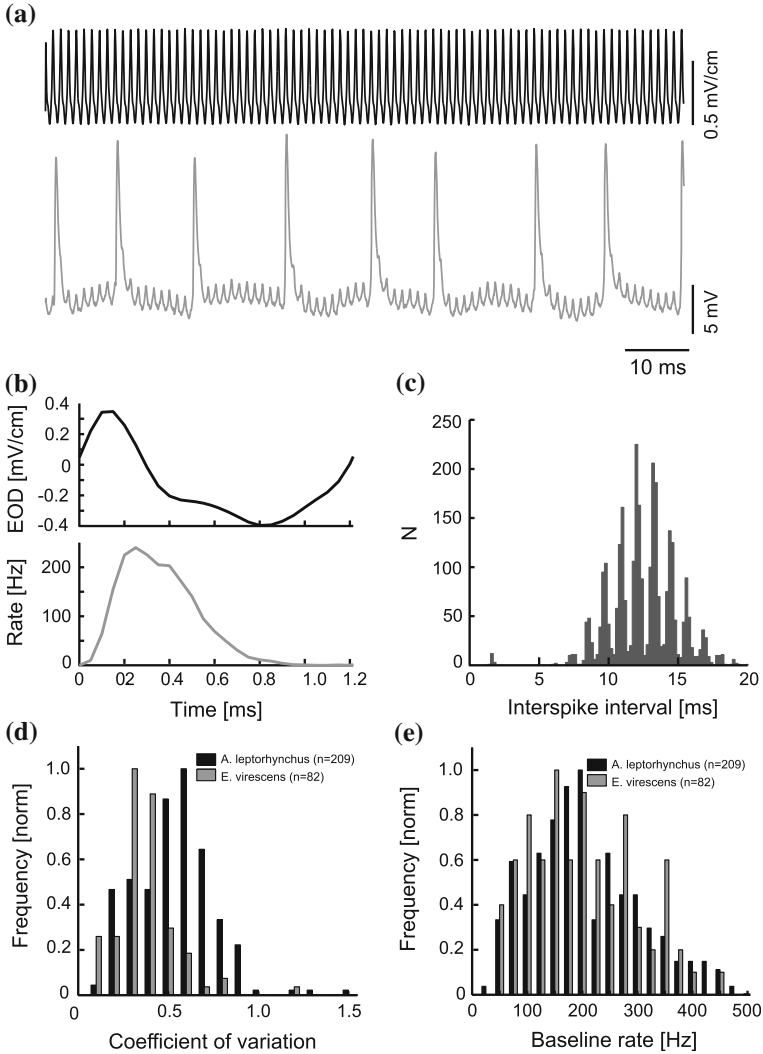 (a)
0.5 mV/cm
5 mV
10 ms
(b)
EOD [mV/cm]
0.4
0.2
0
-0.2
-0.4
Rate [Hz]
200
100
0
0 02 0.4 0.6 0.8 1.0 1.2
Time [ms]
(c)
N
250
200
150
100
50
0
0 5 10 15 20
Interspike interval [ms]
(d)
Frequency [norm]
1.0
0.8
0.6
0.4
0.2
0
A. leptorhynchus (n=209)
E. virescens (n=82)
0.5 1.0 1.5
Coefficient of variation
(e)
Frequency [norm]
1.0
0.8
0.6
0.4
0.2
0
A. leptorhynchus (n=209)
E. virescens (n=82)
0 100 200 300 400 500
Baseline rate [Hz]